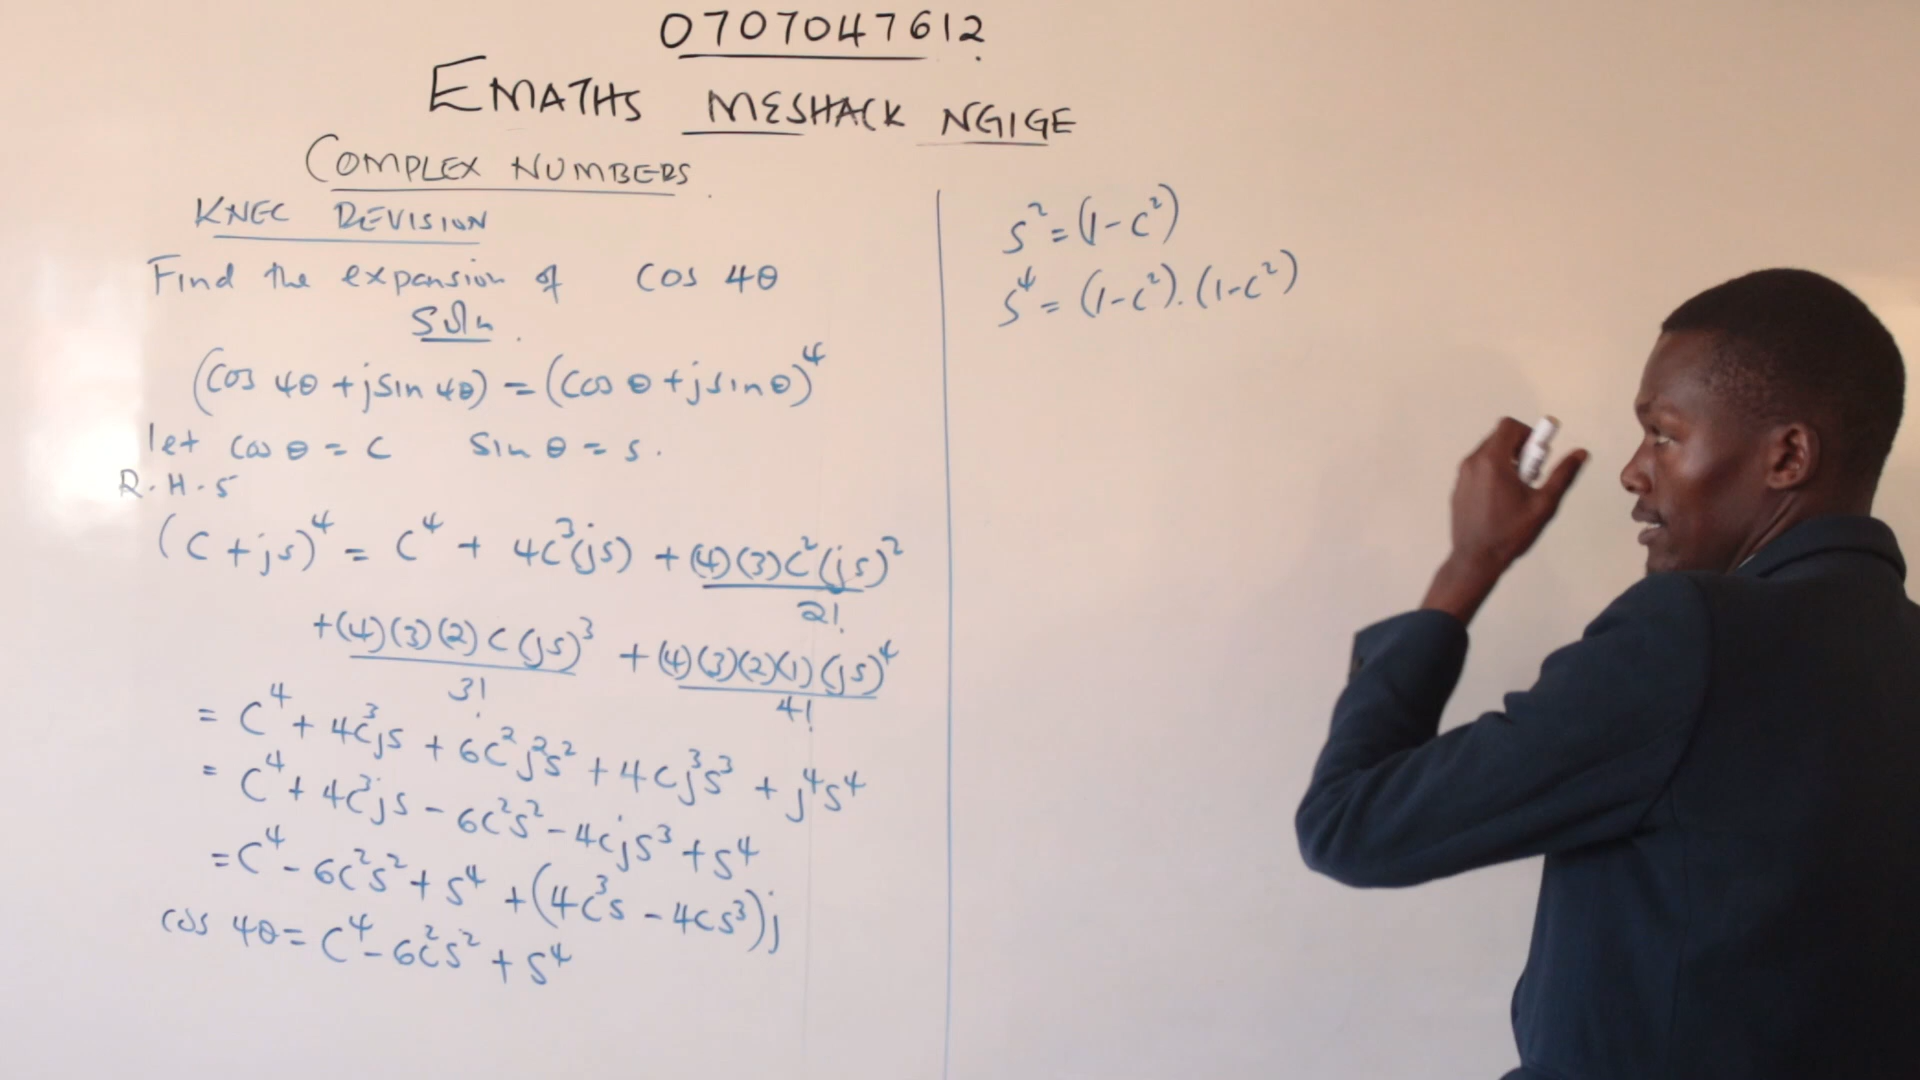 0707047612
EMATHS MESHACK NGIGE
COMPLEX NUMBERS
KNEC REVISION
Find the expansion of cos 4θ
Soln.
(cos 4θ + j sin 4θ) = (cos θ + j sin θ)⁴
let cos θ = c sin θ = s.
R.H.S
(c + js)⁴ = c⁴ + 4c³(js) + (4)(3)c²(js)²/2!
+ (4)(3)(2)c(js)³/3! + (4)(3)(2)(1)(js)⁴/4!
= c⁴ + 4c³js + 6c²j²s² + 4cj³s³ + j⁴s⁴
= c⁴ + 4c³js - 6c²s² - 4cjs³ + s⁴
= c⁴ - 6c²s² + s⁴ + (4c³s - 4cs³)j
cos 4θ = c⁴ - 6c²s² + s⁴
s² = (1-c²)
s⁴ = (1-c²).(1-c²)